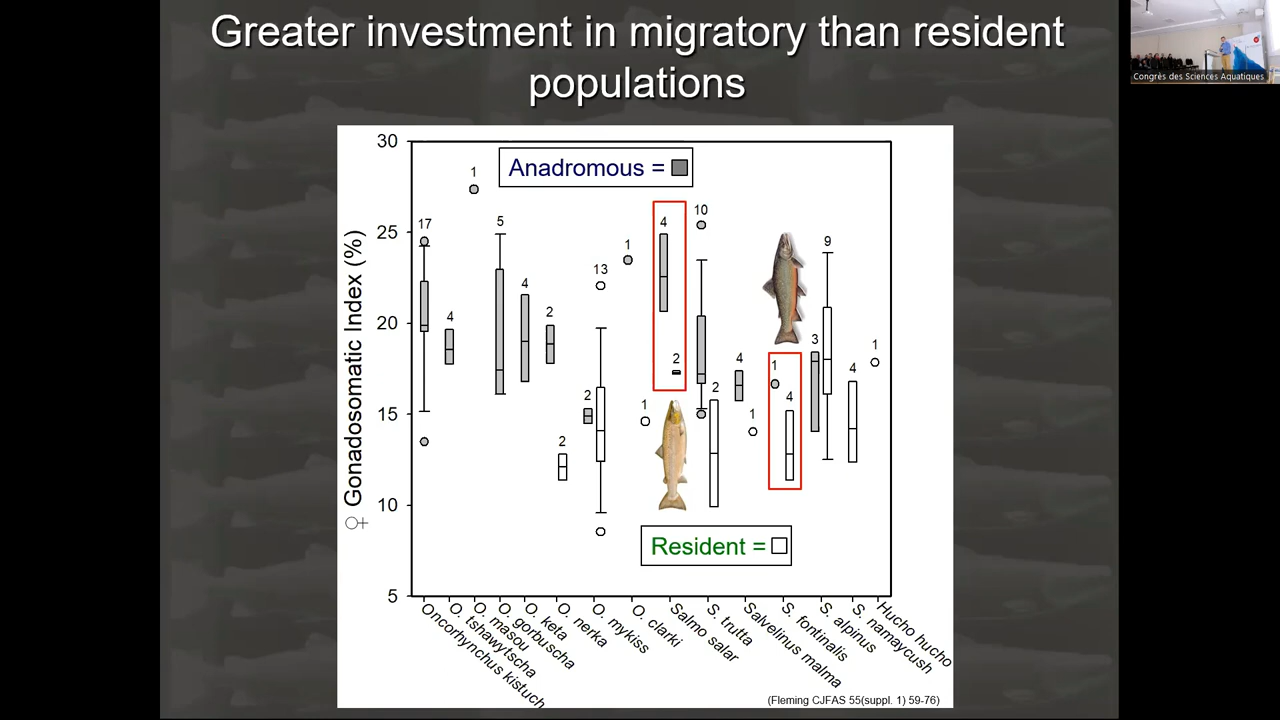 Greater investment in migratory than resident
populations
Congrès des Sciences Aquatiques
♀ Gonadosomatic Index (%)
30
25
20
15
10
5
Anadromous =
Resident =
17
4
1
5
4
2
2
2
13
1
1
4
2
10
2
4
1
1
4
3
9
4
1
Oncorhynchus kistuch
O. tshawytscha
O. masou
O. gorbuscha
O. keta
O. nerka
O. mykiss
O. clarki
Salmo salar
S. trutta
Salvelinus malma
S. fontinalis
S. alpinus
S. namaycush
Hucho hucho
(Fleming CJFAS 55(suppl. 1) 59-76)